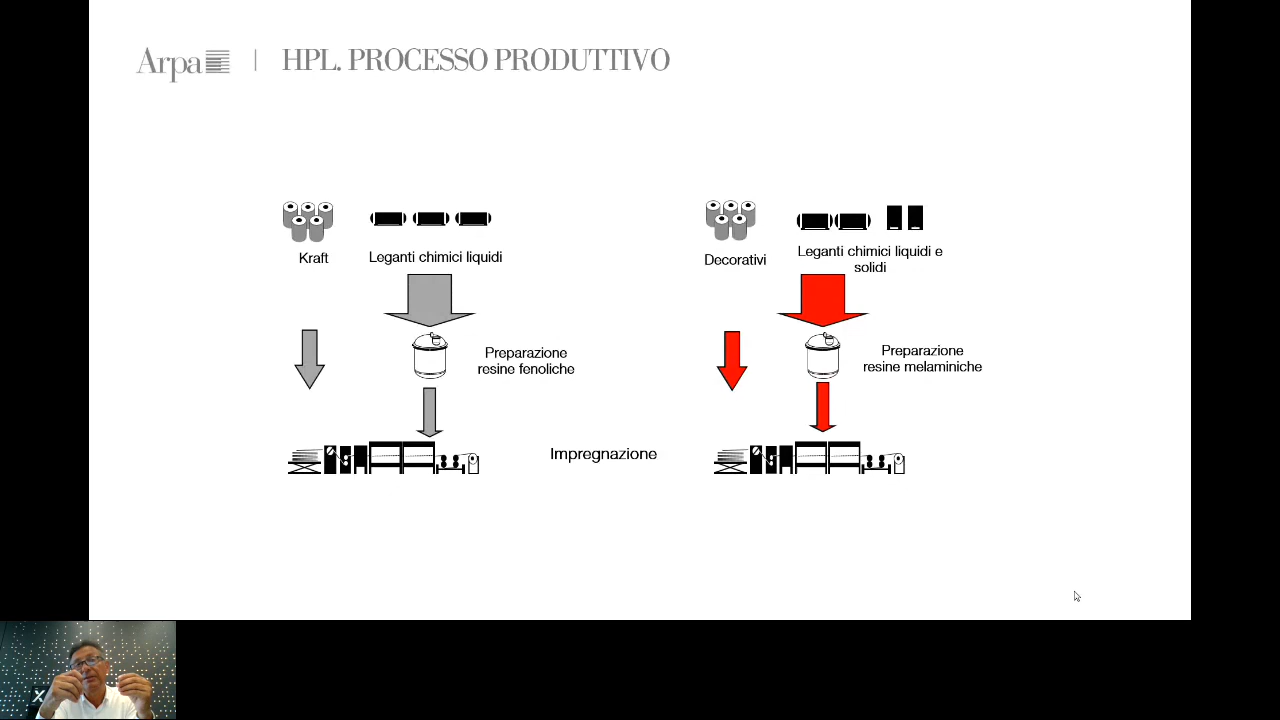 Arpa | HPL. PROCESSO PRODUTTIVO
Kraft
Leganti chimici liquidi
Decorativi
Leganti chimici liquidi e
solidi
Preparazione
resine fenoliche
Preparazione
resine melaminiche
Impregnazione
X